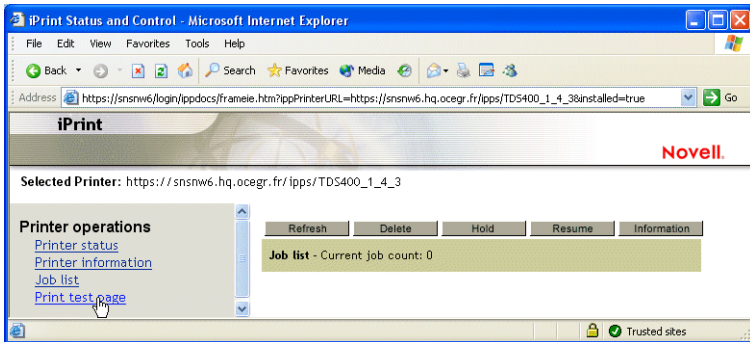 iPrint Status and Control - Microsoft Internet Explorer
File Edit View Favorites Tools Help
Back Search Favorites Media
Address https://snsnw6/login/ippdocs/frameie.htm?ippPrinterURL=https://snsnw6.hq.ocegr.fr/ipps/TDS400_1_4_3&installed=true Go
iPrint
Novell.
Selected Printer: https://snsnw6.hq.ocegr.fr/ipps/TDS400_1_4_3
Printer operations
Printer status
Printer information
Job list
Print test page
Refresh Delete Hold Resume Information
Job list - Current job count: 0
Trusted sites